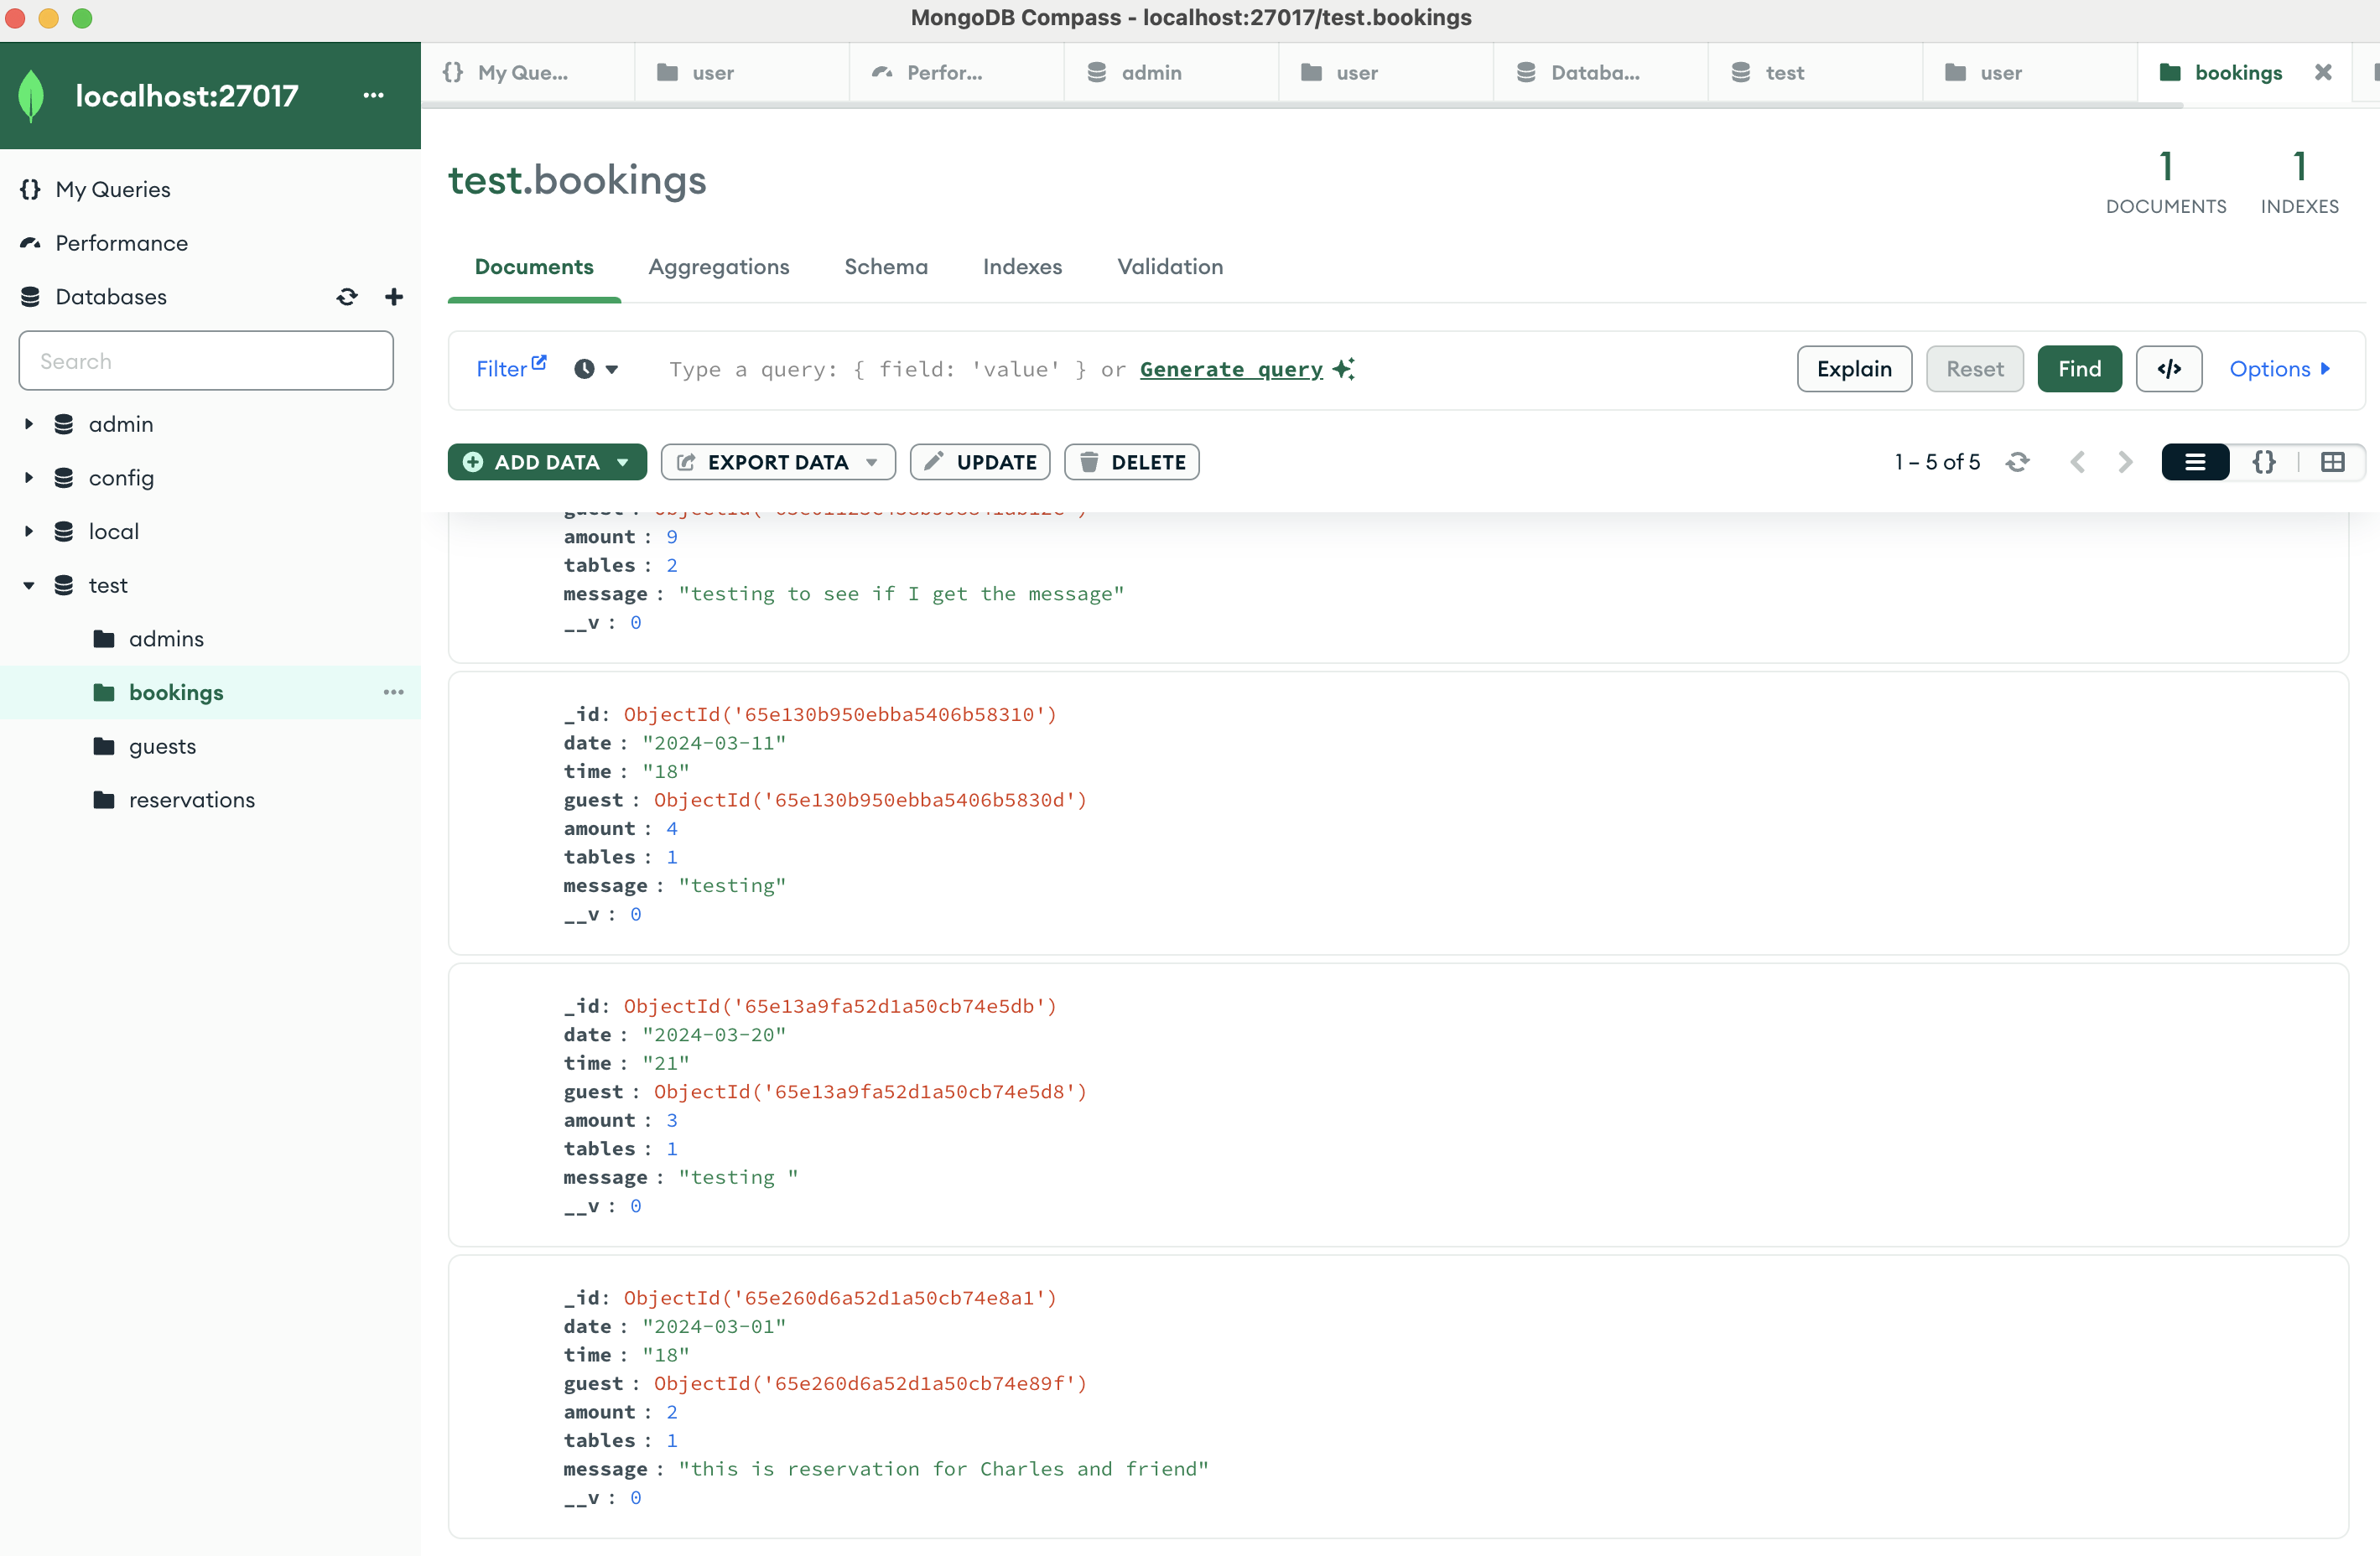 MongoDB Compass - localhost:27017/test.bookings
localhost:27017
My Que...
user
Perfor...
admin
user
Databa...
test
user
bookings
My Queries
Performance
Databases
Search
admin
config
local
test
admins
bookings
guests
reservations
test.bookings
1 DOCUMENTS
1 INDEXES
Documents Aggregations Schema Indexes Validation
Filter Type a query: { field: 'value' } or Generate query Explain Reset Find </> Options
ADD DATA EXPORT DATA UPDATE DELETE 1 – 5 of 5 {}
amount : 9
tables : 2
message : "testing to see if I get the message"
__v : 0
_id: ObjectId('65e130b950ebba5406b58310')
date : "2024-03-11"
time : "18"
guest : ObjectId('65e130b950ebba5406b5830d')
amount : 4
tables : 1
message : "testing"
__v : 0
_id: ObjectId('65e13a9fa52d1a50cb74e5db')
date : "2024-03-20"
time : "21"
guest : ObjectId('65e13a9fa52d1a50cb74e5d8')
amount : 3
tables : 1
message : "testing "
__v : 0
_id: ObjectId('65e260d6a52d1a50cb74e8a1')
date : "2024-03-01"
time : "18"
guest : ObjectId('65e260d6a52d1a50cb74e89f')
amount : 2
tables : 1
message : "this is reservation for Charles and friend"
__v : 0